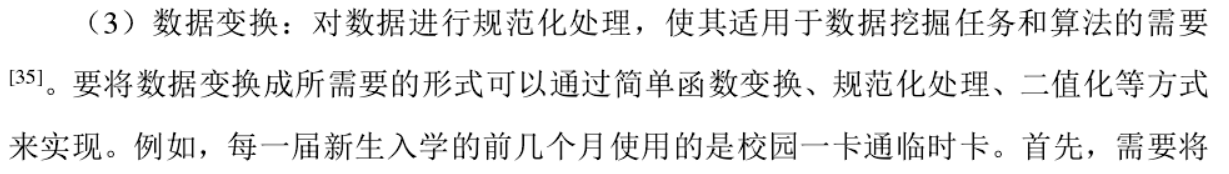 （3）数据变换：对数据进行规范化处理，使其适用于数据挖掘任务和算法的需要
[35]。要将数据变换成所需要的形式可以通过简单函数变换、规范化处理、二值化等方式
来实现。例如，每一届新生入学的前几个月使用的是校园一卡通临时卡。首先，需要将